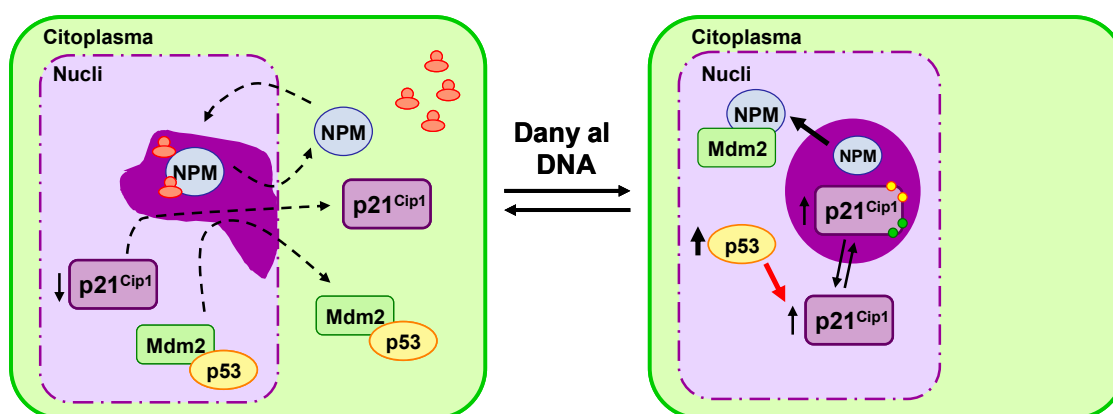 Citoplasma
Nucli
NPM
NPM
p21Cip1
p21Cip1
Mdm2
p53
Mdm2
p53
Dany al
DNA
Citoplasma
Nucli
NPM
Mdm2
NPM
p21Cip1
p53
p21Cip1